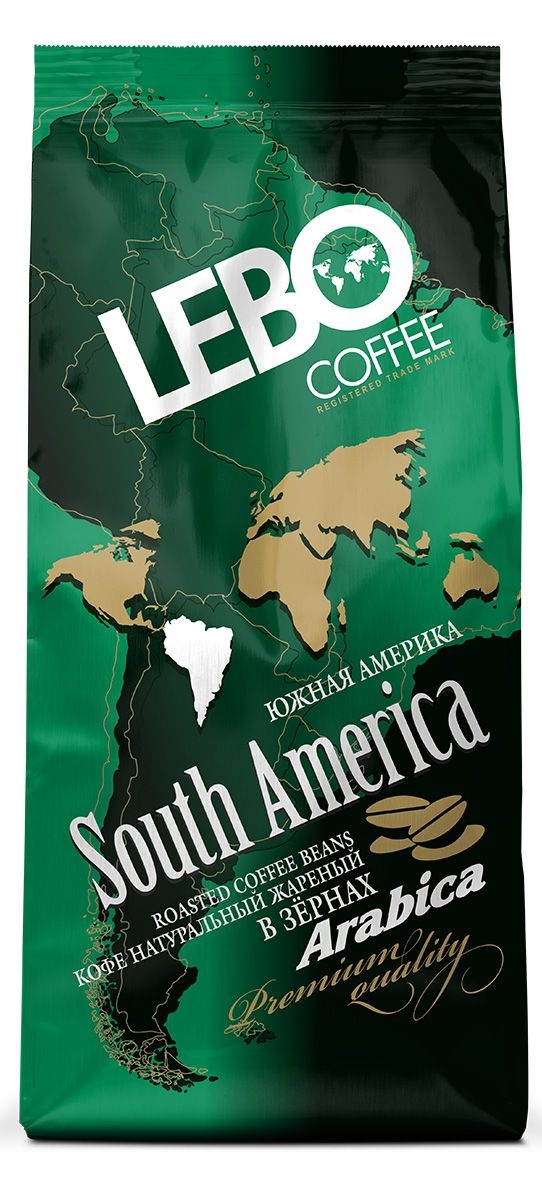 LEBO
COFFEE
REGISTERED TRADE MARK
ЮЖНАЯ АМЕРИКА
South America
ROASTED COFFEE BEANS
КОФЕ НАТУРАЛЬНЫЙ ЖАРЕНЫЙ
В ЗЁРНАХ
Arabica
Premium
quality